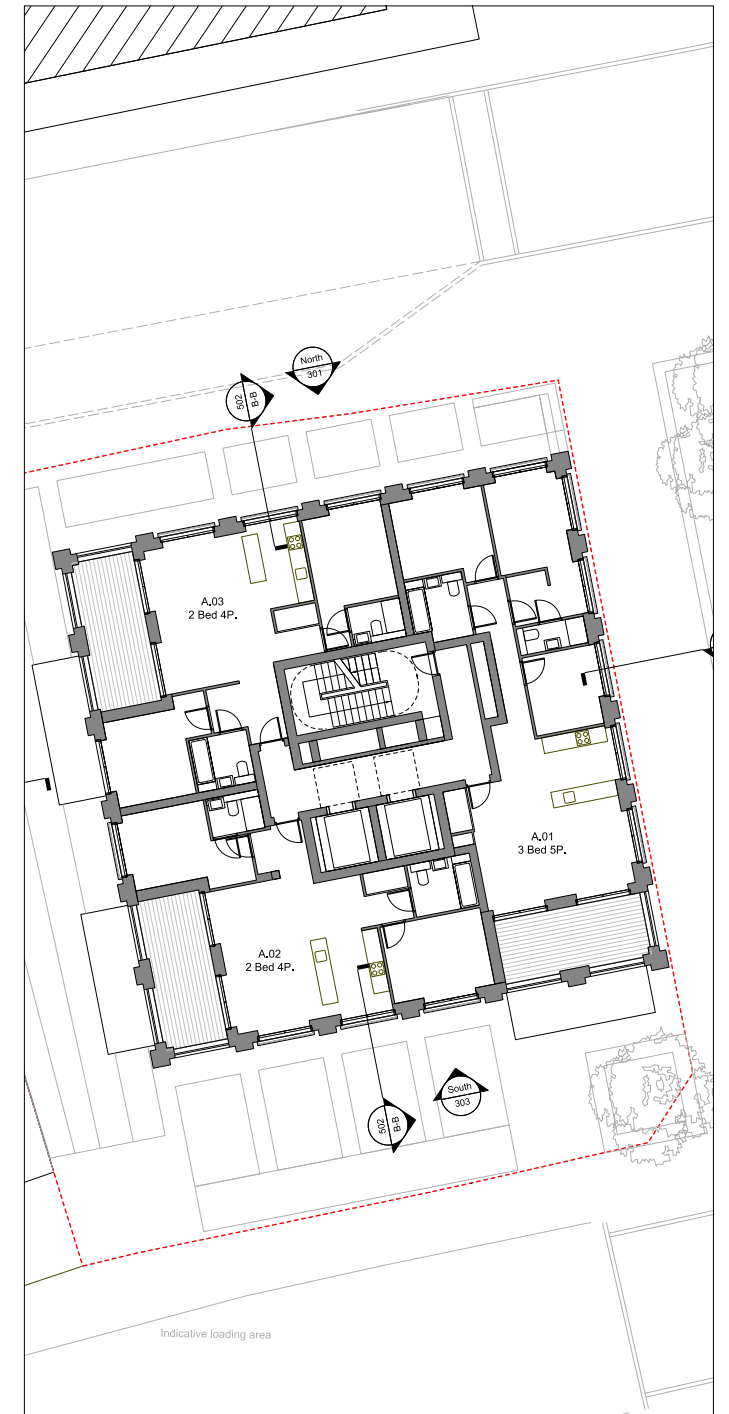 North
301
502
B-B
A.03
2 Bed 4P.
A.01
3 Bed 5P.
A.02
2 Bed 4P.
South
303
502
B-B
Indicative loading area